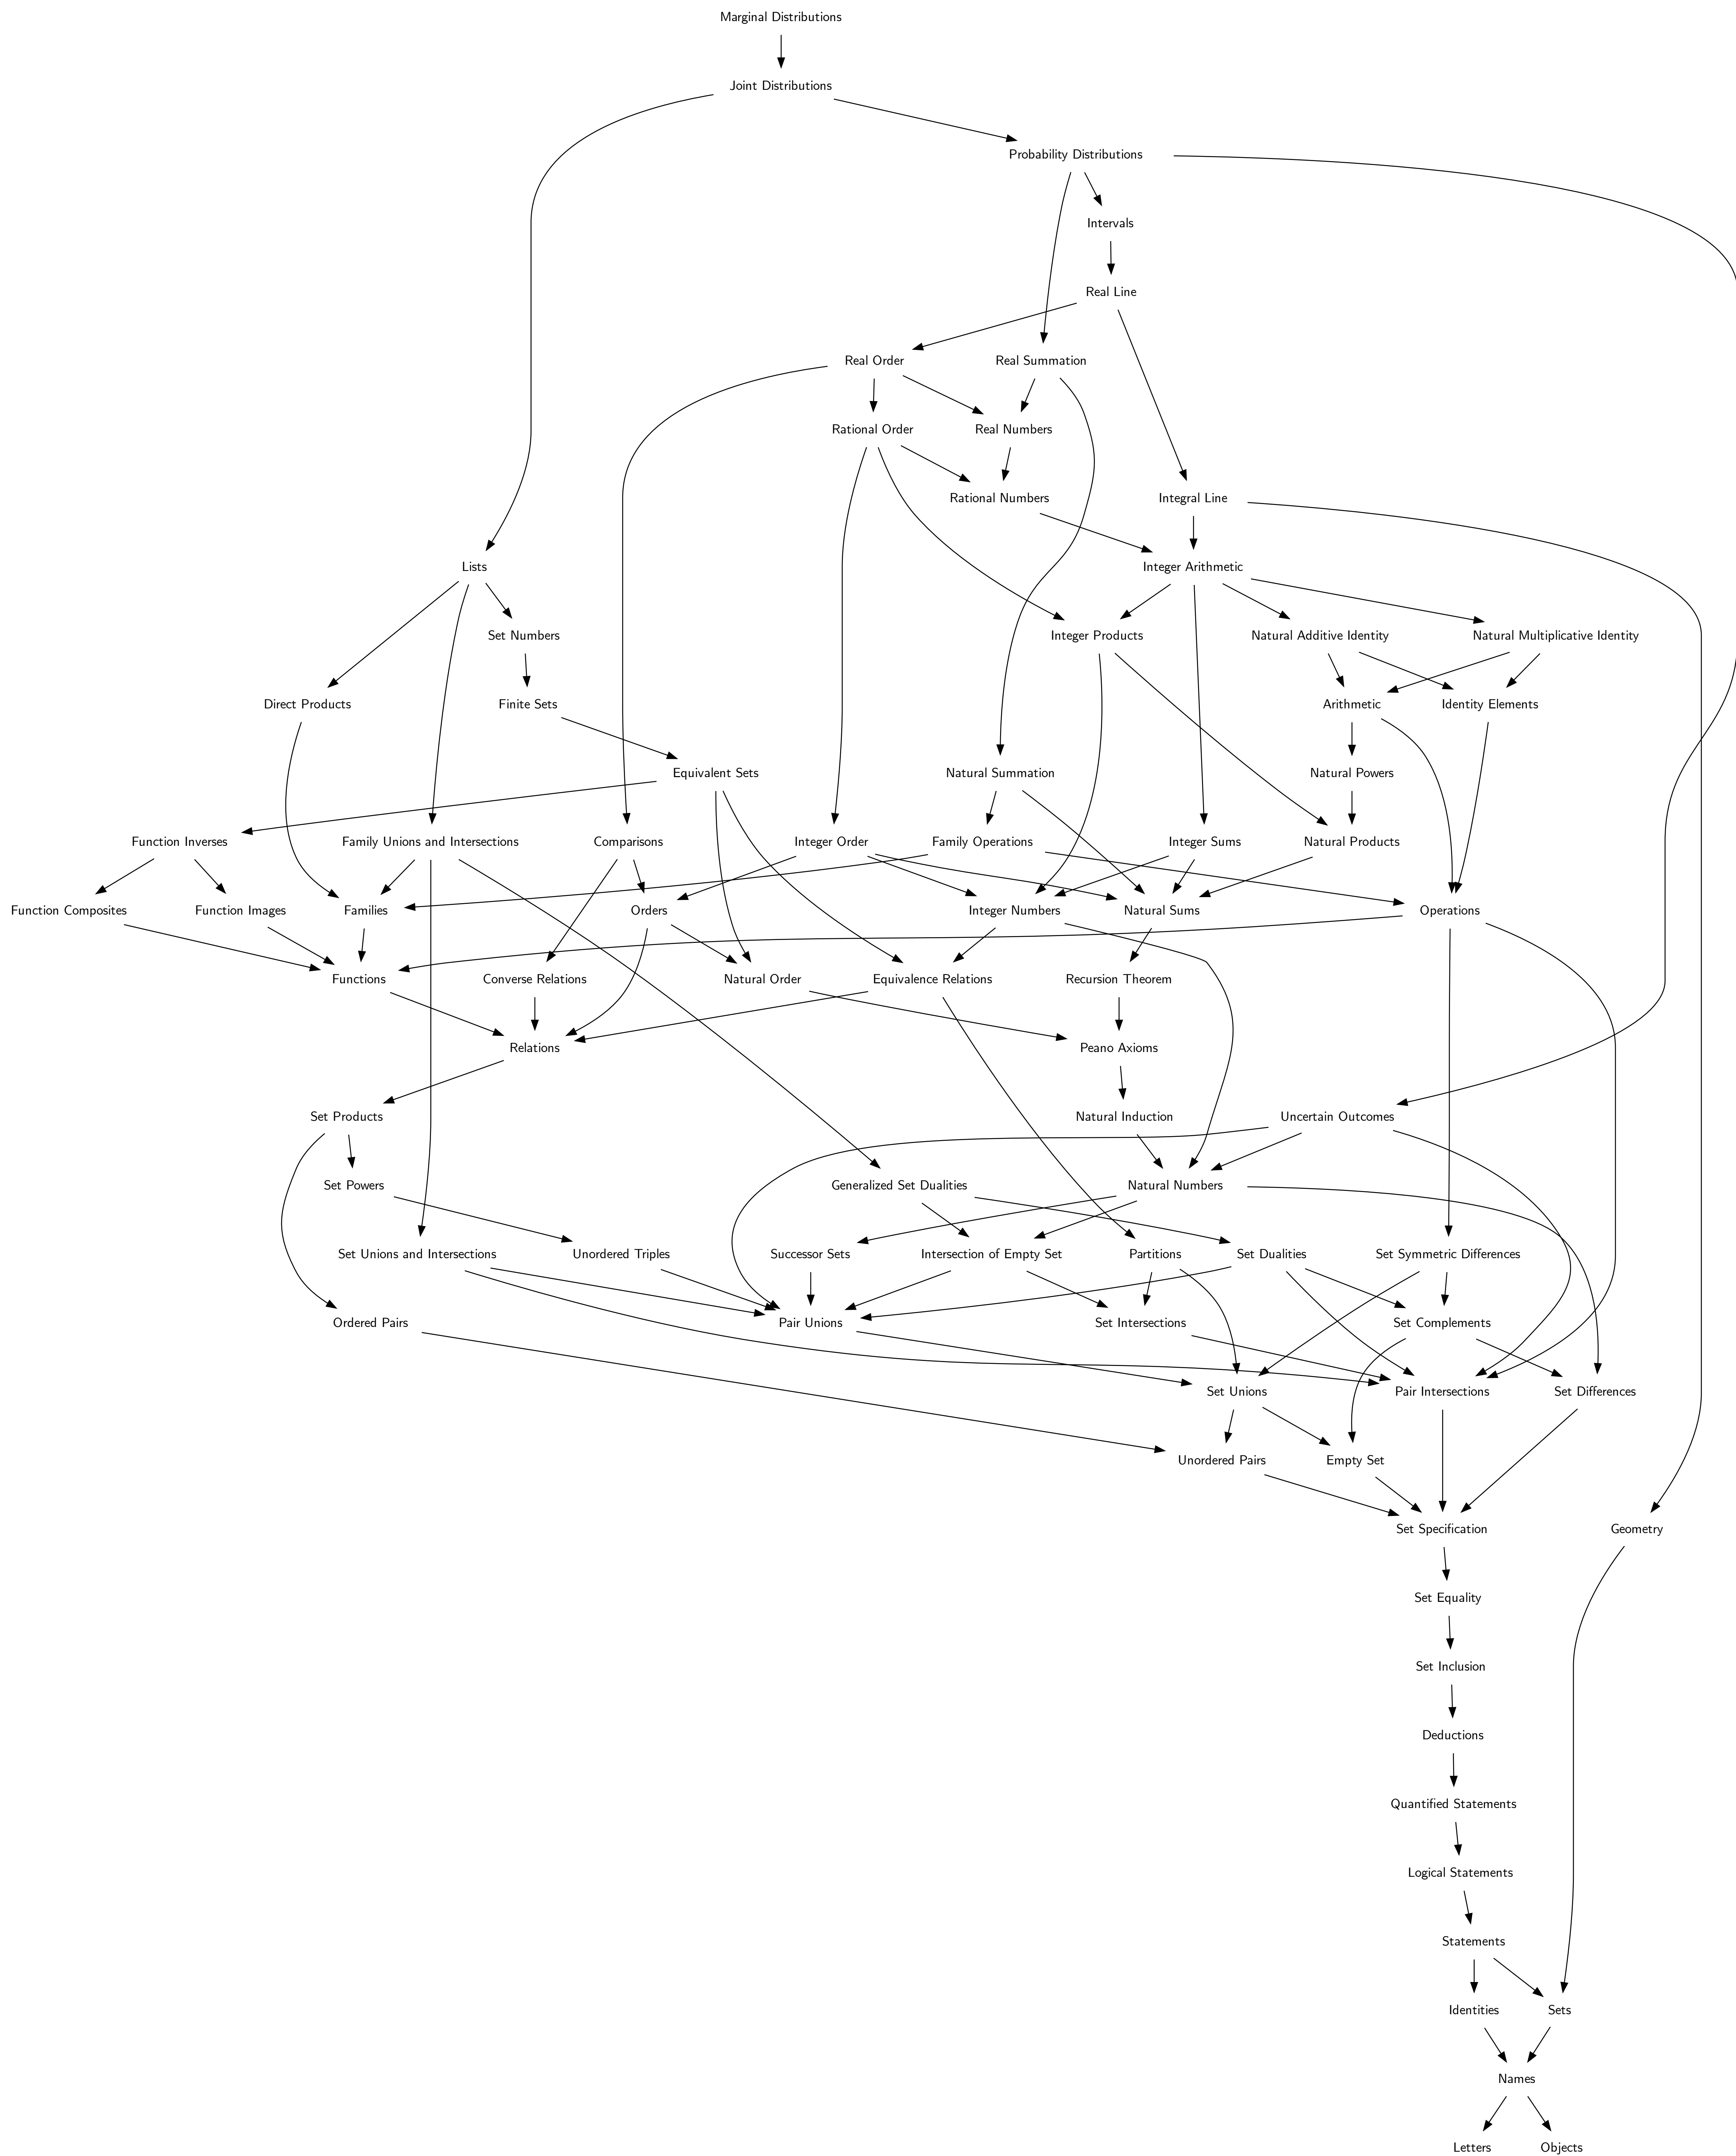 Marginal Distributions
Joint Distributions
Probability Distributions
Intervals
Real Line
Real Order
Real Summation
Rational Order
Real Numbers
Rational Numbers
Integral Line
Lists
Integer Arithmetic
Set Numbers
Integer Products
Natural Additive Identity
Natural Multiplicative Identity
Direct Products
Finite Sets
Arithmetic
Identity Elements
Equivalent Sets
Natural Summation
Natural Powers
Function Inverses
Family Unions and Intersections
Comparisons
Integer Order
Family Operations
Integer Sums
Natural Products
Function Composites
Function Images
Families
Orders
Integer Numbers
Natural Sums
Operations
Functions
Converse Relations
Natural Order
Equivalence Relations
Recursion Theorem
Relations
Peano Axioms
Set Products
Natural Induction
Uncertain Outcomes
Set Powers
Generalized Set Dualities
Natural Numbers
Set Unions and Intersections
Unordered Triples
Successor Sets
Intersection of Empty Set
Partitions
Set Dualities
Set Symmetric Differences
Ordered Pairs
Pair Unions
Set Intersections
Set Complements
Set Unions
Pair Intersections
Set Differences
Unordered Pairs
Empty Set
Set Specification
Geometry
Set Equality
Set Inclusion
Deductions
Quantified Statements
Logical Statements
Statements
Identities
Sets
Names
Letters
Objects